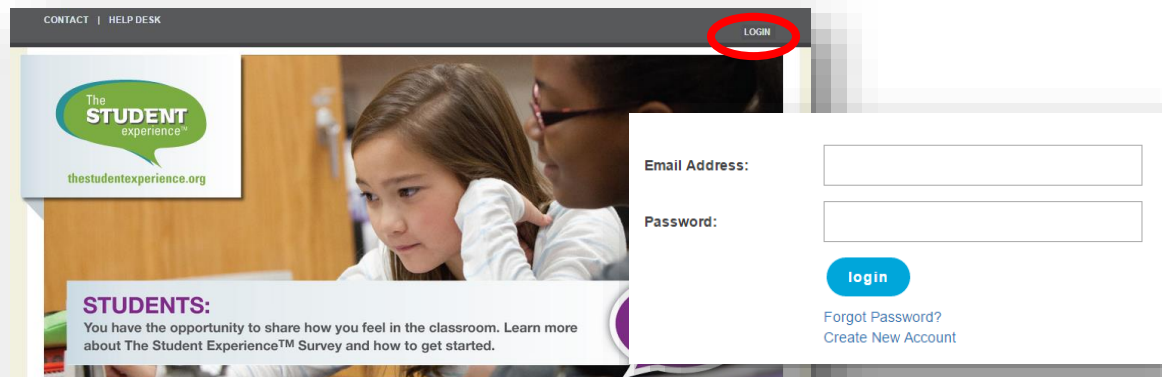 CONTACT | HELP DESK
LOGIN
The
STUDENT
experience™
thestudentexperience.org
STUDENTS:
You have the opportunity to share how you feel in the classroom. Learn more
about The Student Experience™ Survey and how to get started.
Email Address:
Password:
login
Forgot Password?
Create New Account